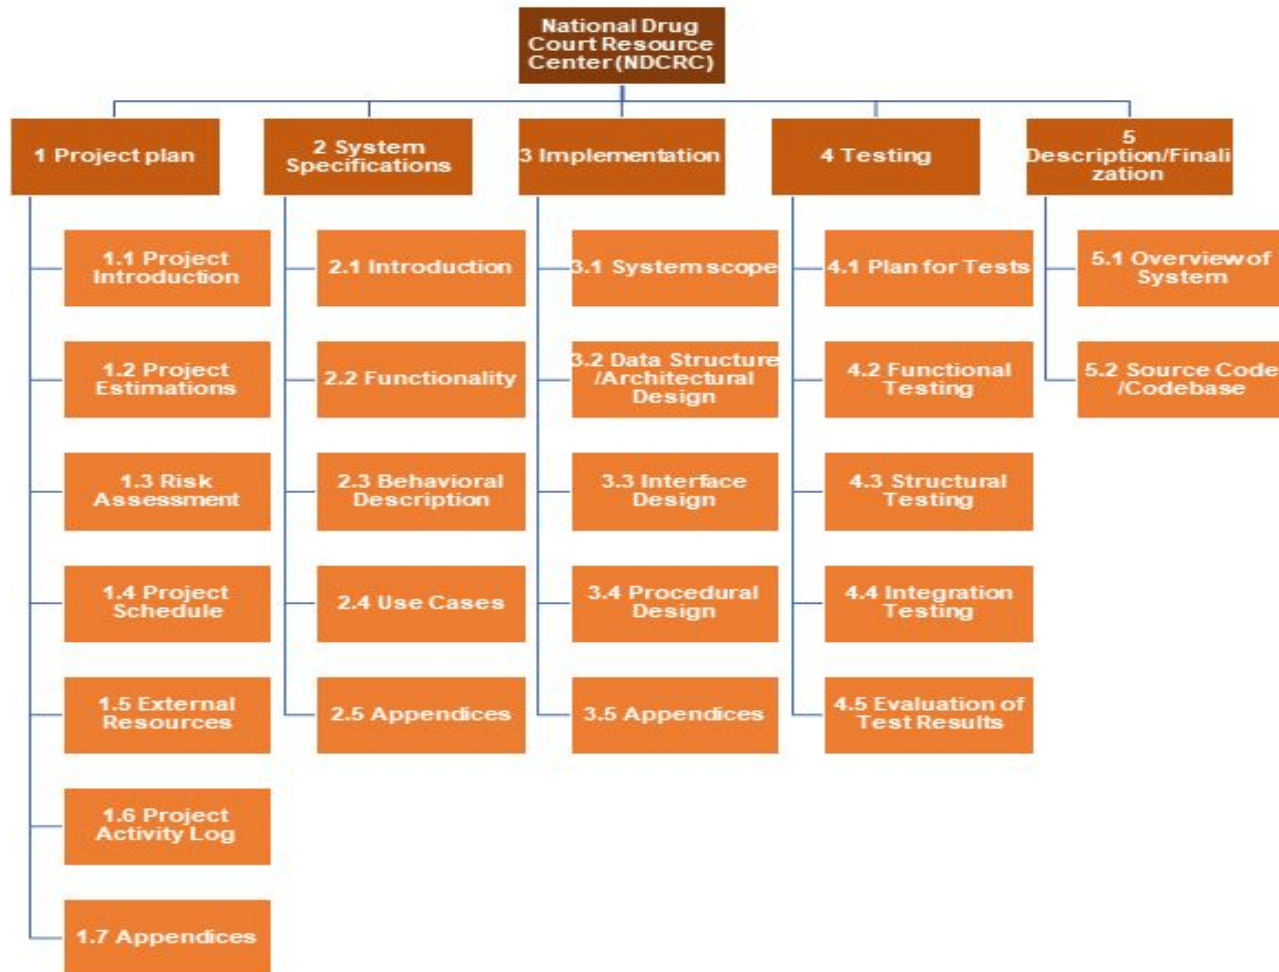 National Drug
Court Resource
Center (NDCRC)
1 Project plan
2 System
Specifications
3 Implementation
4 Testing
5
Description/Finali
zation
1.1 Project
Introduction
1.2 Project
Estimations
1.3 Risk
Assessment
1.4 Project
Schedule
1.5 External
Resources
1.6 Project
Activity Log
1.7 Appendices
2.1 Introduction
2.2 Functionality
2.3 Behavioral
Description
2.4 Use Cases
2.5 Appendices
3.1 System scope
3.2 Data Structure
/Architectural
Design
3.3 Interface
Design
3.4 Procedural
Design
3.5 Appendices
4.1 Plan for Tests
4.2 Functional
Testing
4.3 Structural
Testing
4.4 Integration
Testing
4.5 Evaluation of
Test Results
5.1 Overview of
System
5.2 Source Code
/Codebase